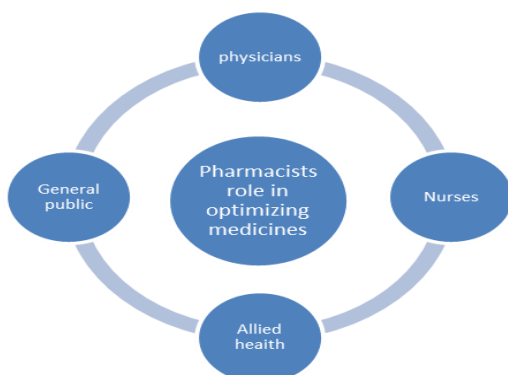 physicians
General
public
Pharmacists
role in
optimizing
medicines
Nurses
Allied
health